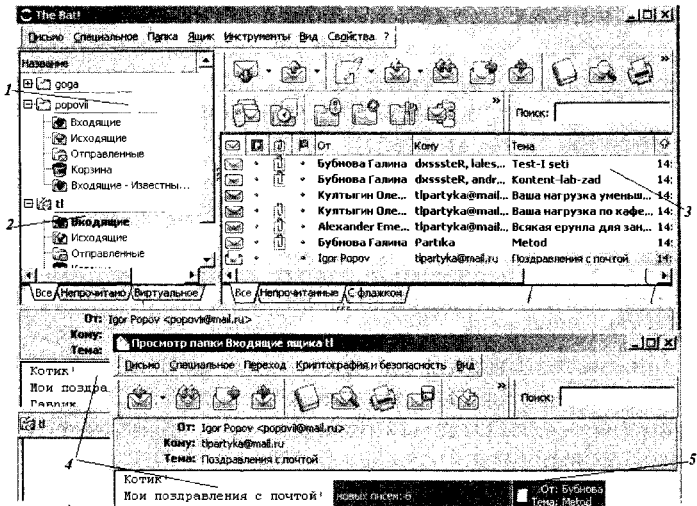 The Bat!
Письмо Специальное Папка Ящик Инструменты Вид Свойства ?
Название
1
goga
popovii
Входящие
Исходящие
Отправленные
Корзина
Входящие - Известны...
2
tl
Входящие
Исходящие
Отправленные
Все Непрочитано Виртуальное
Поиск:
От Кому Тема
Бубнова Галина dxsssteR, lales,... Test-I seti 14:
Бубнова Галина dxsssteR, andr,... Kontent-lab-zad 14:
Култыгин Оле... tlpartyka@mail... Ваша нагрузка уменьш... 14:
Култыгин Оле... tlpartyka@mail... Ваша нагрузка по кафе... 14:
Alexander Eme... tlpartyka@mail... Всякая ерунда для зан... 14:
Бубнова Галина Partika Metod 14:
Igor Popov tlpartyka@mail.ru Поздравления с почтой 14:
3
Все Непрочитанные С флажком
От: Igor Popov <popovii@mail.ru>
Кому:
Тема:
Котик!
Мои поздра
tl
4
Просмотр папки Входящие ящика tl
Письмо Специальное Переход Криптография и безопасность Вид
Поиск:
От: Igor Popov <popovii@mail.ru>
Кому: tlpartyka@mail.ru
Тема: Поздравления с почтой
5
Котик!
Мои поздравления с почтой!
новых писем: 6
От: Бубнова
Тема: Metod